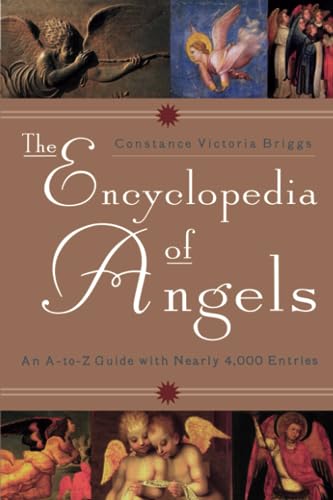 Constance Victoria Briggs
The
Encyclopedia
of
Angels
An A-to-Z Guide with Nearly 4,000 Entries